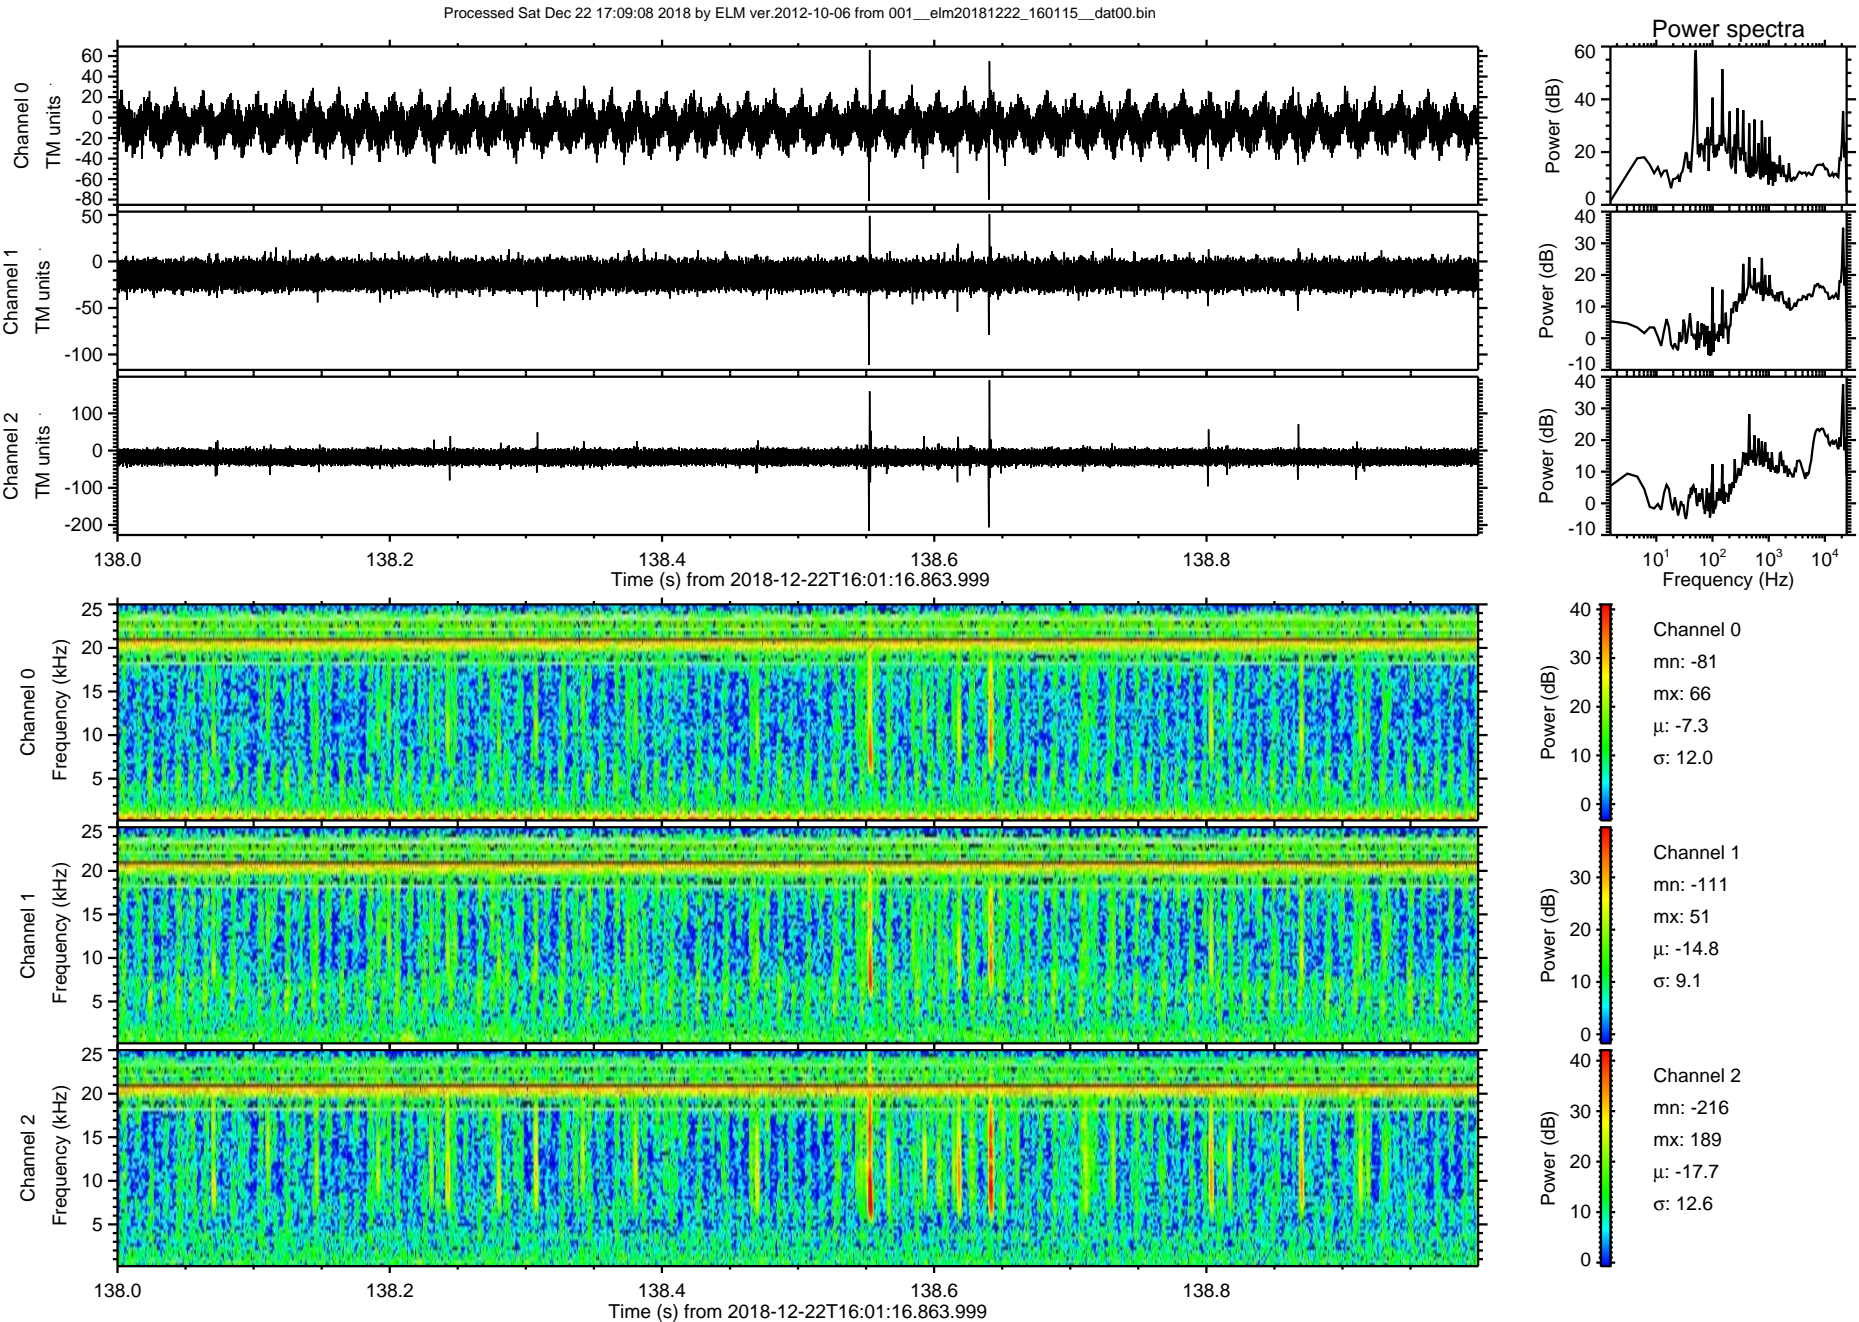 Processed Sat Dec 22 17:09:08 2018 by ELM ver.2012-10-06 from 001__elm20181222_160115__dat00.bin
Power spectra
Channel 0
TM units
60
40
20
0
-20
-40
-60
-80
Power (dB)
60
40
20
0
Channel 1
TM units
50
0
-50
-100
Power (dB)
40
30
20
10
0
-10
Channel 2
TM units
100
0
-100
-200
Power (dB)
40
30
20
10
0
-10
138.0 138.2 138.4 138.6 138.8
Time (s) from 2018-12-22T16:01:16.863.999
10^1 10^2 10^3 10^4
Frequency (Hz)
Channel 0
Frequency (kHz)
25
20
15
10
5
Power (dB)
40
30
20
10
0
Channel 0
mn: -81
mx: 66
μ: -7.3
σ: 12.0
Channel 1
Frequency (kHz)
25
20
15
10
5
Power (dB)
30
20
10
0
Channel 1
mn: -111
mx: 51
μ: -14.8
σ: 9.1
Channel 2
Frequency (kHz)
25
20
15
10
5
Power (dB)
40
30
20
10
0
Channel 2
mn: -216
mx: 189
μ: -17.7
σ: 12.6
138.0 138.2 138.4 138.6 138.8
Time (s) from 2018-12-22T16:01:16.863.999